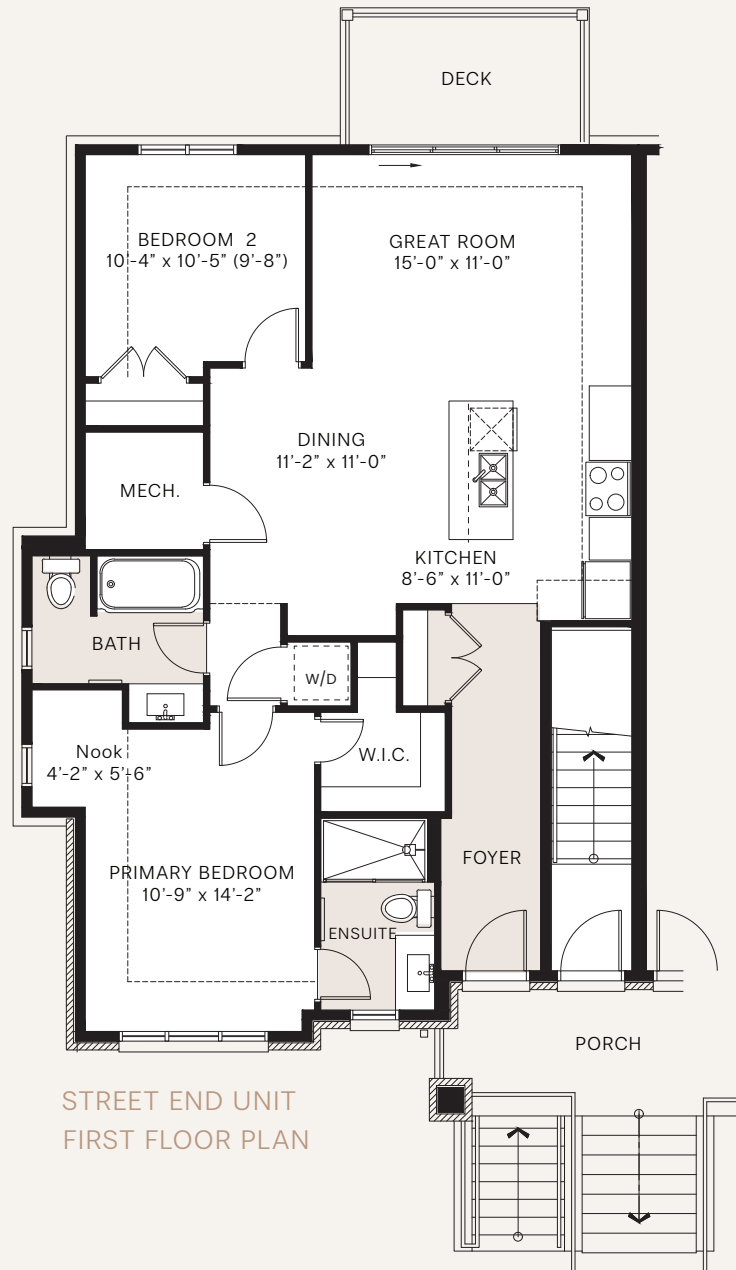 DECK
BEDROOM 2
10'-4” x 10'-5” (9'-8”)
GREAT ROOM
15'-0” x 11'-0”
DINING
11'-2” x 11'-0”
MECH.
KITCHEN
8'-6” x 11'-0”
BATH
W/D
Nook
4'-2” x 5'-6”
W.I.C.
FOYER
PRIMARY BEDROOM
10'-9” x 14'-2”
ENSUITE
PORCH
STREET END UNIT
FIRST FLOOR PLAN